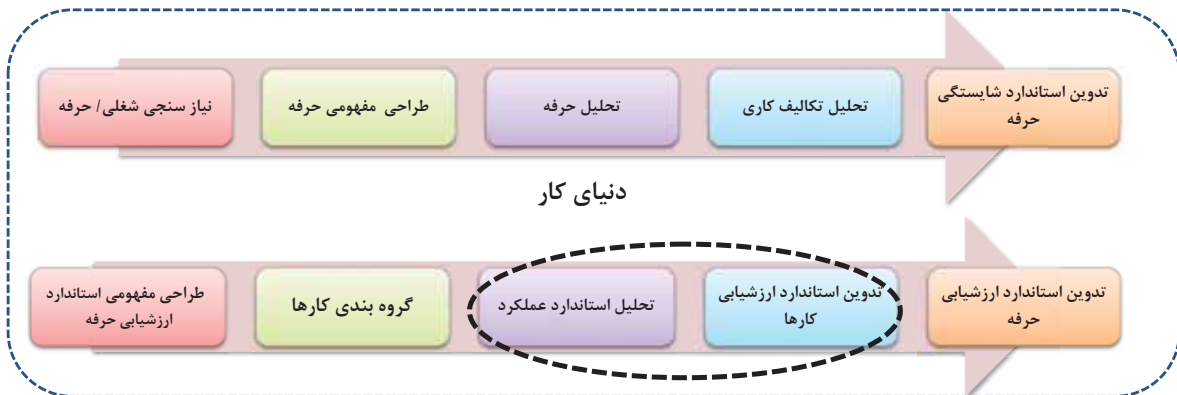 نیاز سنجی شغلی/ حرفه
طراحی مفهومی حرفه
تحلیل حرفه
تحلیل تکالیف کاری
تدوین استاندارد شایستگی
حرفه
دنیای کار
طراحی مفهومی استاندارد
ارزشیابی حرفه
گروه بندی کارها
تحلیل استاندارد عملکرد
تدوین استاندارد ارزشیابی
کارها
تدوین استاندارد ارزشیابی
حرفه